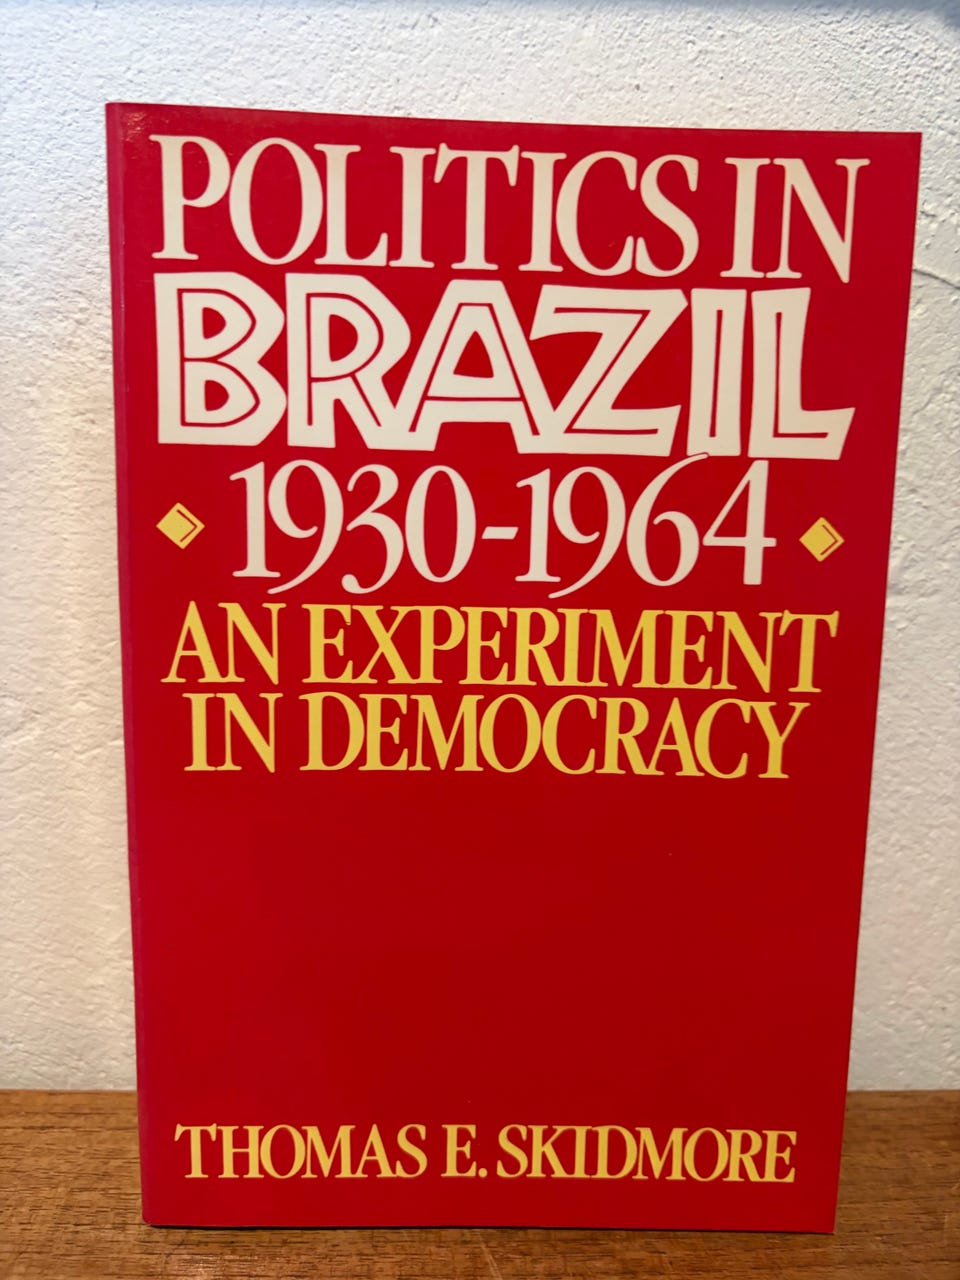 POLITICS IN
BRAZIL
1930-1964
AN EXPERIMENT
IN DEMOCRACY
THOMAS E. SKIDMORE